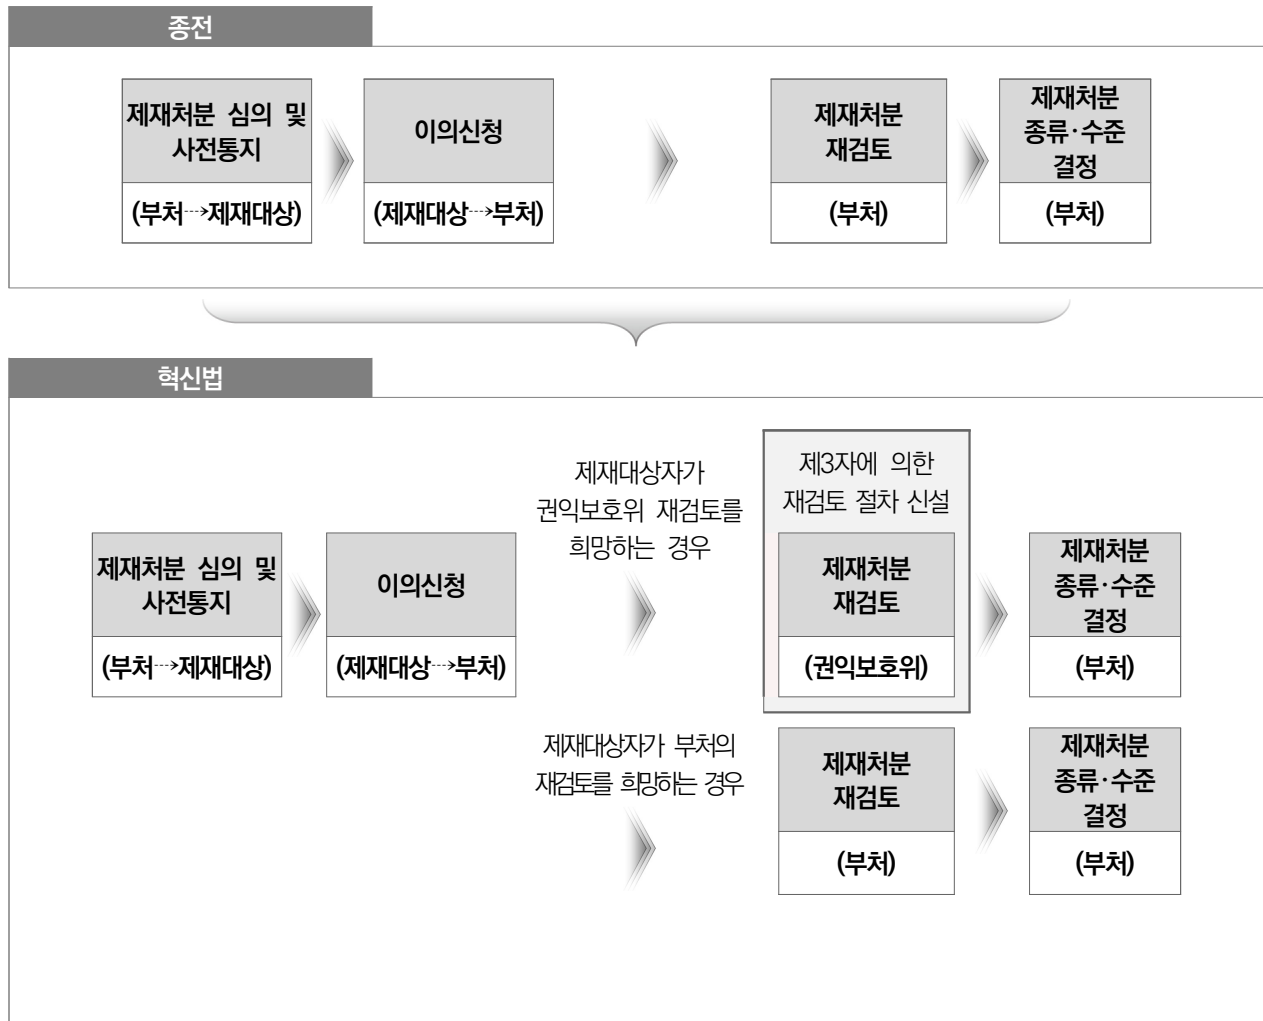 종전
제재처분 심의 및
사전통지
(부처→제재대상)
이의신청
(제재대상→부처)
제재처분
재검토
(부처)
제재처분
종류·수준
결정
(부처)
혁신법
제재처분 심의 및
사전통지
(부처→제재대상)
이의신청
(제재대상→부처)
제재대상자가
권익보호위 재검토를
희망하는 경우
제3자에 의한
재검토 절차 신설
제재처분
재검토
(권익보호위)
제재처분
종류·수준
결정
(부처)
제재대상자가 부처의
재검토를 희망하는 경우
제재처분
재검토
(부처)
제재처분
종류·수준
결정
(부처)